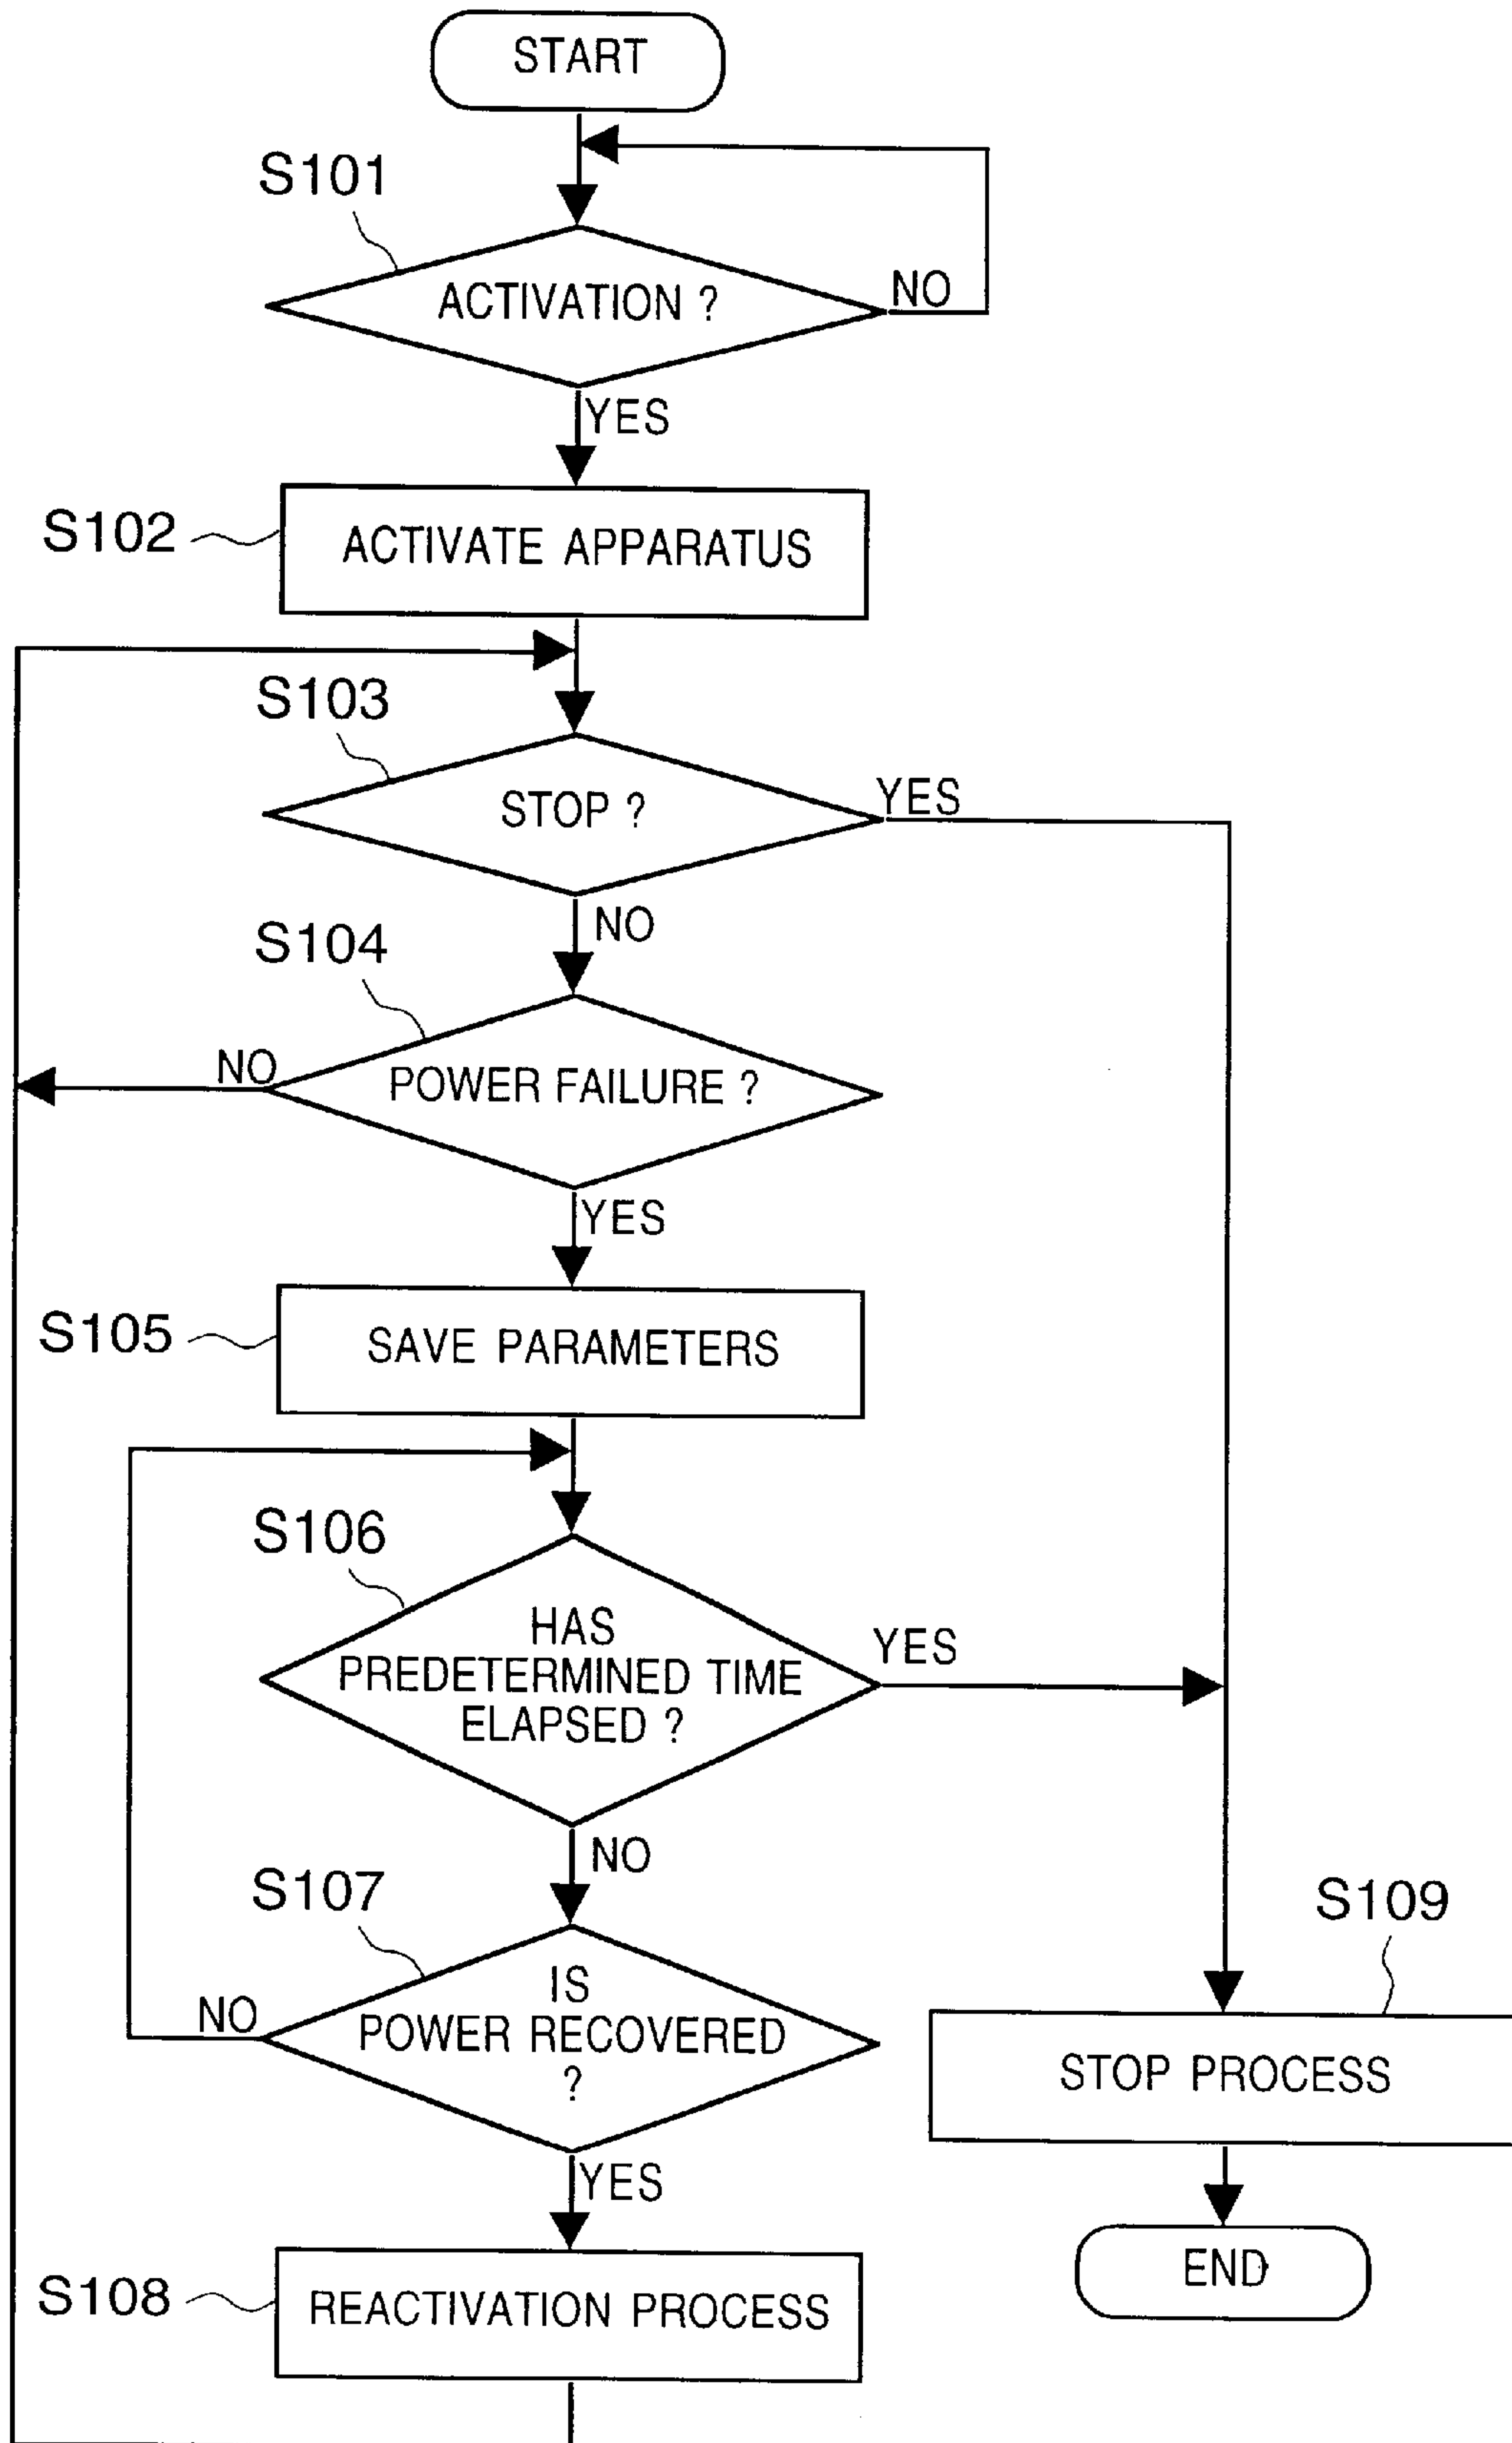 START
S101
ACTIVATION ?
NO
YES
S102
ACTIVATE APPARATUS
S103
STOP ?
YES
NO
S104
NO
POWER FAILURE ?
YES
S105
SAVE PARAMETERS
S106
HAS
PREDETERMINED TIME
ELAPSED ?
YES
NO
S107
NO
IS
POWER RECOVERED
?
YES
S109
STOP PROCESS
S108
REACTIVATION PROCESS
END